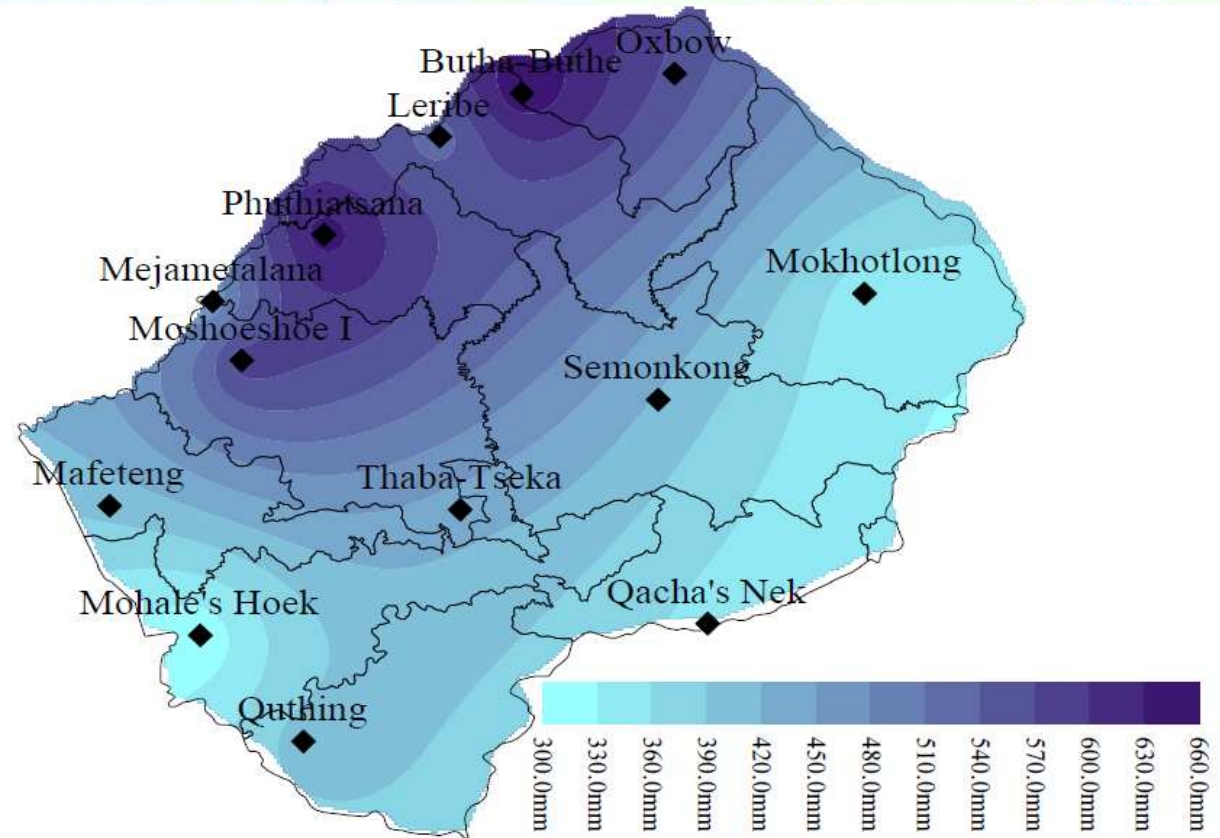 Oxbow
Butha-Buthe
Leribe
Phuthiatsana
Mejametalana
Mokhotlong
Moshoeshoe I
Semonkong
Mafeteng
Thaba-Tseka
Mohale's Hoek
Qacha's Nek
Quthing
300.0mm
330.0mm
360.0mm
390.0mm
420.0mm
450.0mm
480.0mm
510.0mm
540.0mm
570.0mm
600.0mm
630.0mm
660.0mm